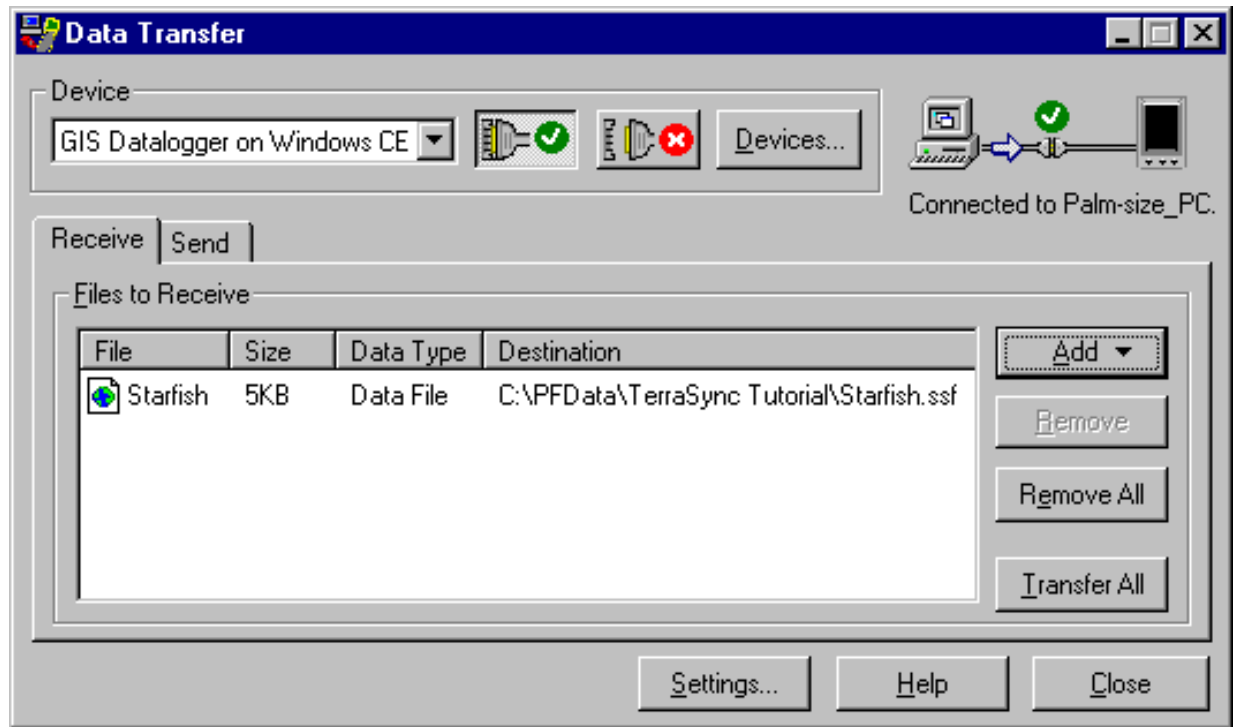 Data Transfer
Device
GIS Datalogger on Windows CE
Devices...
Connected to Palm-size_PC.
Receive
Send
Files to Receive
File Size Data Type Destination
Starfish 5KB Data File C:\PFData\TerraSync Tutorial\Starfish.ssf
Add
Remove
Remove All
Transfer All
Settings... Help Close